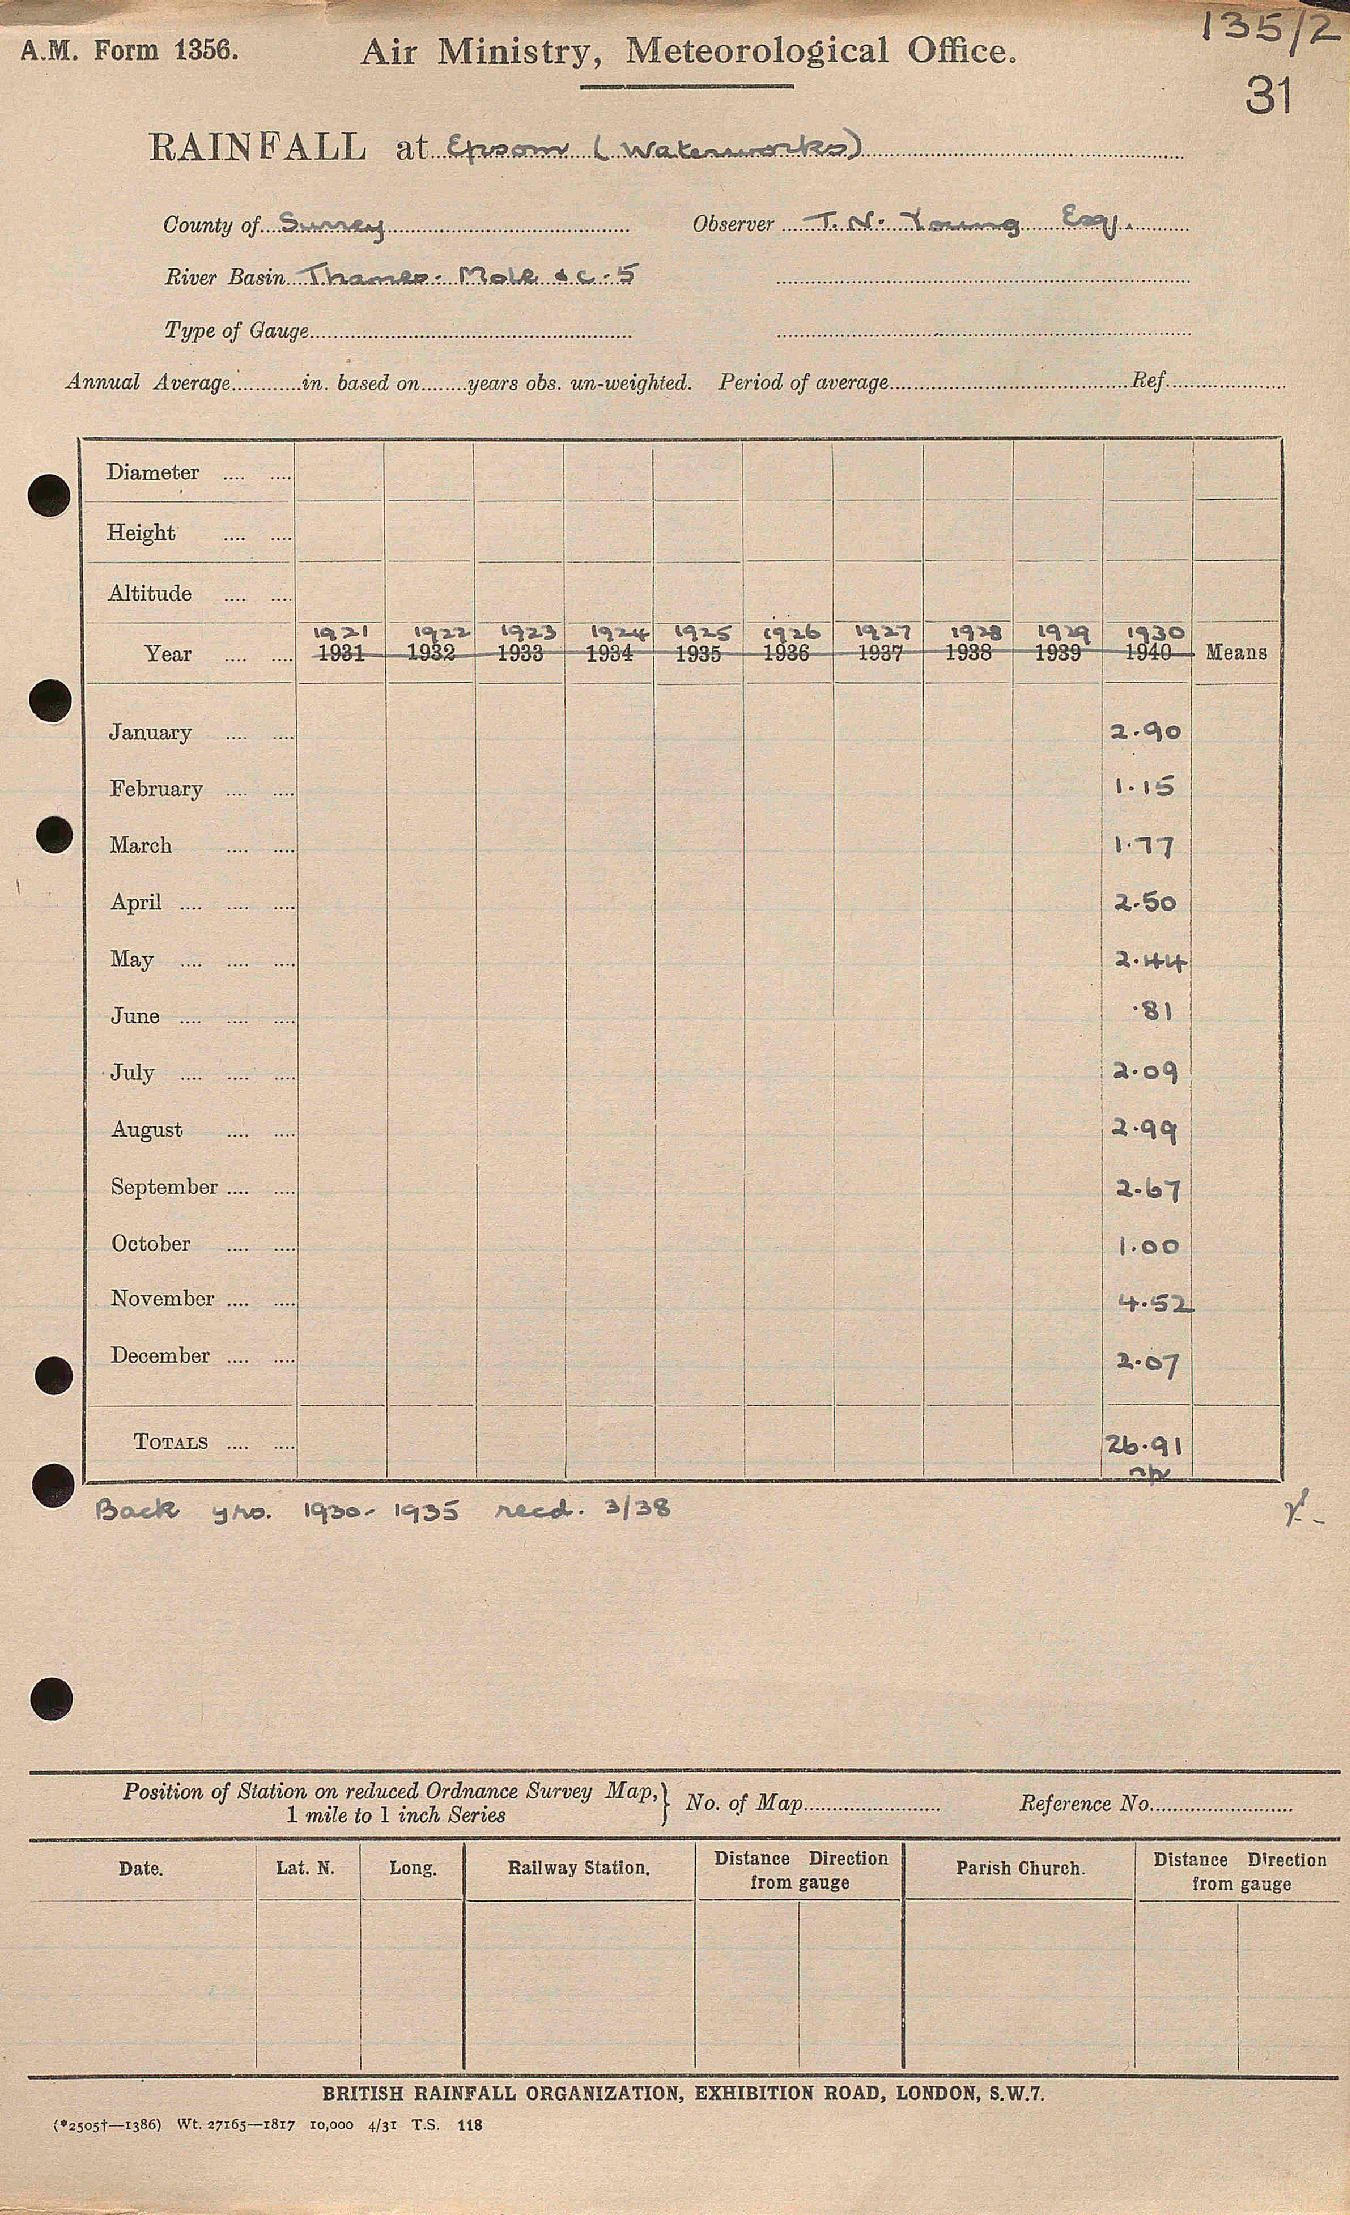 135/2
A.M. Form 1356. Air Ministry, Meteorological Office.
31
RAINFALL at Epsom (Waterworks)
County of Surrey Observer T. N. Young Esq.
River Basin Thames. Mole &c. 5
Type of Gauge
Annual Average in. based on years obs. un-weighted. Period of average Ref.
Diameter
Height
Altitude
1921 1922 1923 1924 1925 1926 1927 1928 1929 1930
Year 1931 1932 1933 1934 1935 1936 1937 1938 1939 1940 Means
January 2.90
February 1.15
March 1.77
April 2.50
May 2.44
June .81
July 2.09
August 2.99
September 2.67
October 1.00
November 4.52
December 2.07
TOTALS 26.91
Back yrs. 1930-1935 recd. 3/38
Position of Station on reduced Ordnance Survey Map, } No. of Map Reference No.
1 mile to 1 inch Series
Date. Lat. N. Long. Railway Station. Distance Direction from gauge Parish Church. Distance Direction from gauge
BRITISH RAINFALL ORGANIZATION, EXHIBITION ROAD, LONDON, S.W.7.
(*2505†—1386) Wt. 27165—1817 10,000 4/31 T.S. 118